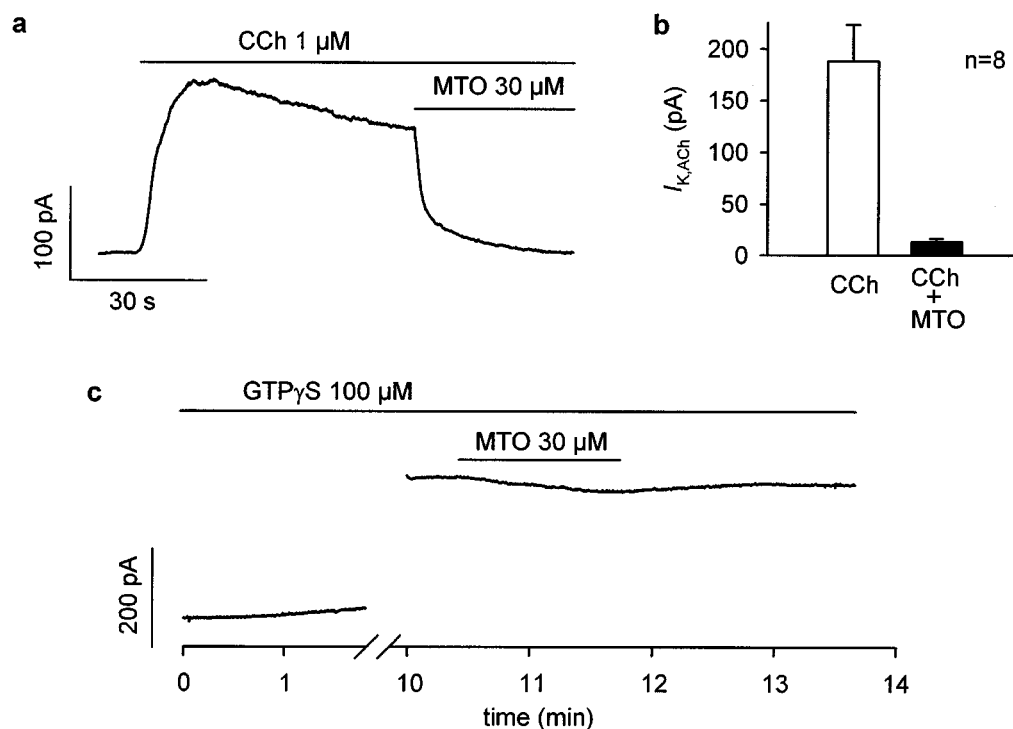 a
CCh 1 µM
MTO 30 µM
100 pA
30 s
b
I K,ACh (pA)
200
150
100
50
0
n=8
CCh
CCh
+
MTO
c
GTPγS 100 µM
MTO 30 µM
200 pA
0 1 10 11 12 13 14
time (min)